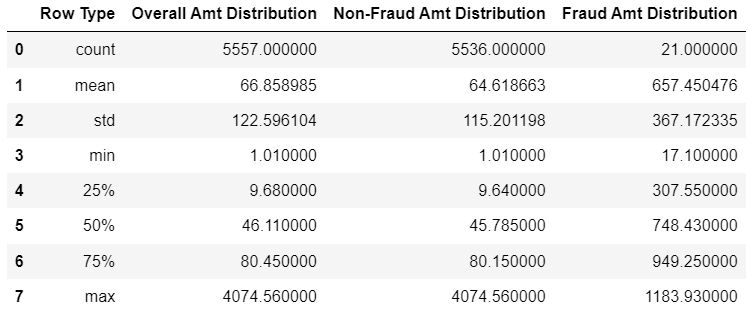 Row Type Overall Amt Distribution Non-Fraud Amt Distribution Fraud Amt Distribution
0 count 5557.000000 5536.000000 21.000000
1 mean 66.858985 64.618663 657.450476
2 std 122.596104 115.201198 367.172335
3 min 1.010000 1.010000 17.100000
4 25% 9.680000 9.640000 307.550000
5 50% 46.110000 45.785000 748.430000
6 75% 80.450000 80.150000 949.250000
7 max 4074.560000 4074.560000 1183.930000